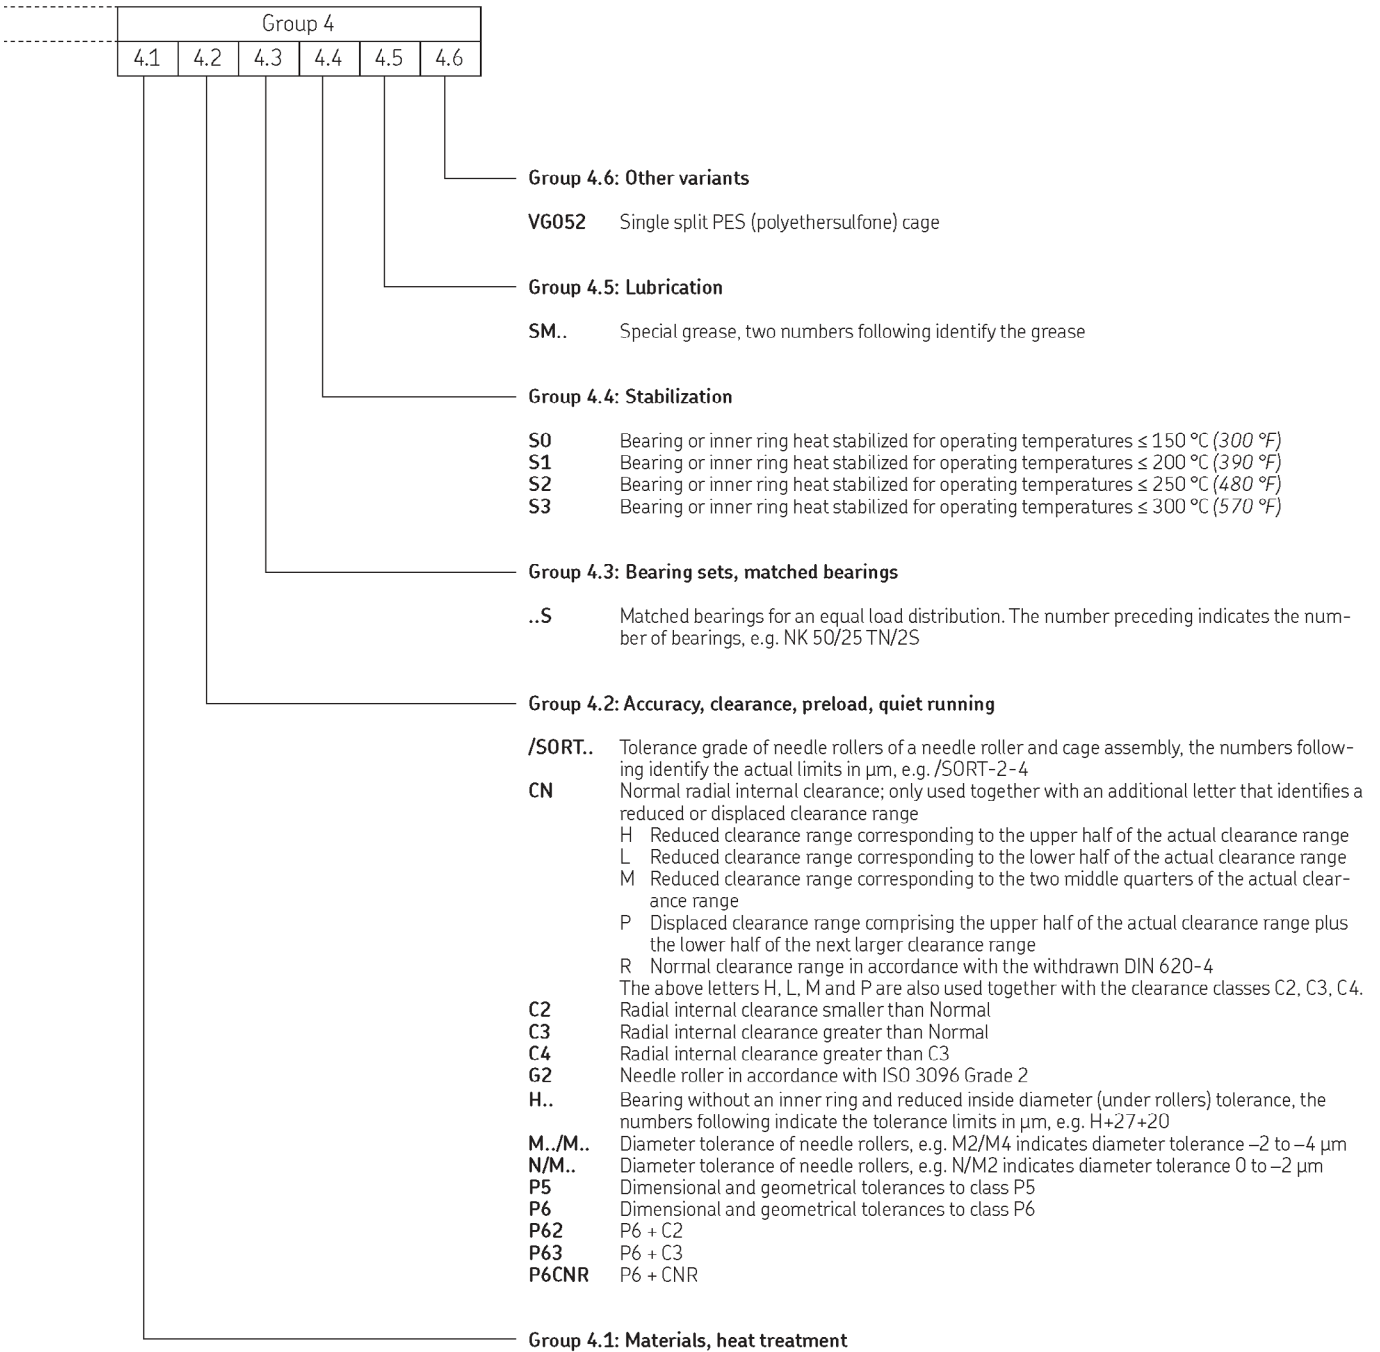 Group 4
4.1 4.2 4.3 4.4 4.5 4.6
Group 4.6: Other variants
VG052 Single split PES (polyethersulfone) cage
Group 4.5: Lubrication
SM.. Special grease, two numbers following identify the grease
Group 4.4: Stabilization
S0 Bearing or inner ring heat stabilized for operating temperatures ≤ 150 °C (300 °F)
S1 Bearing or inner ring heat stabilized for operating temperatures ≤ 200 °C (390 °F)
S2 Bearing or inner ring heat stabilized for operating temperatures ≤ 250 °C (480 °F)
S3 Bearing or inner ring heat stabilized for operating temperatures ≤ 300 °C (570 °F)
Group 4.3: Bearing sets, matched bearings
..S Matched bearings for an equal load distribution. The number preceding indicates the num-
ber of bearings, e.g. NK 50/25 TN/2S
Group 4.2: Accuracy, clearance, preload, quiet running
/SORT.. Tolerance grade of needle rollers of a needle roller and cage assembly, the numbers follow-
ing identify the actual limits in µm, e.g. /SORT-2-4
CN Normal radial internal clearance; only used together with an additional letter that identifies a
reduced or displaced clearance range
H Reduced clearance range corresponding to the upper half of the actual clearance range
L Reduced clearance range corresponding to the lower half of the actual clearance range
M Reduced clearance range corresponding to the two middle quarters of the actual clear-
ance range
P Displaced clearance range comprising the upper half of the actual clearance range plus
the lower half of the next larger clearance range
R Normal clearance range in accordance with the withdrawn DIN 620-4
The above letters H, L, M and P are also used together with the clearance classes C2, C3, C4.
C2 Radial internal clearance smaller than Normal
C3 Radial internal clearance greater than Normal
C4 Radial internal clearance greater than C3
G2 Needle roller in accordance with ISO 3096 Grade 2
H.. Bearing without an inner ring and reduced inside diameter (under rollers) tolerance, the
numbers following indicate the tolerance limits in µm, e.g. H+27+20
M../M.. Diameter tolerance of needle rollers, e.g. M2/M4 indicates diameter tolerance –2 to –4 µm
N/M.. Diameter tolerance of needle rollers, e.g. N/M2 indicates diameter tolerance 0 to –2 µm
P5 Dimensional and geometrical tolerances to class P5
P6 Dimensional and geometrical tolerances to class P6
P62 P6 + C2
P63 P6 + C3
P6CNR P6 + CNR
Group 4.1: Materials, heat treatment